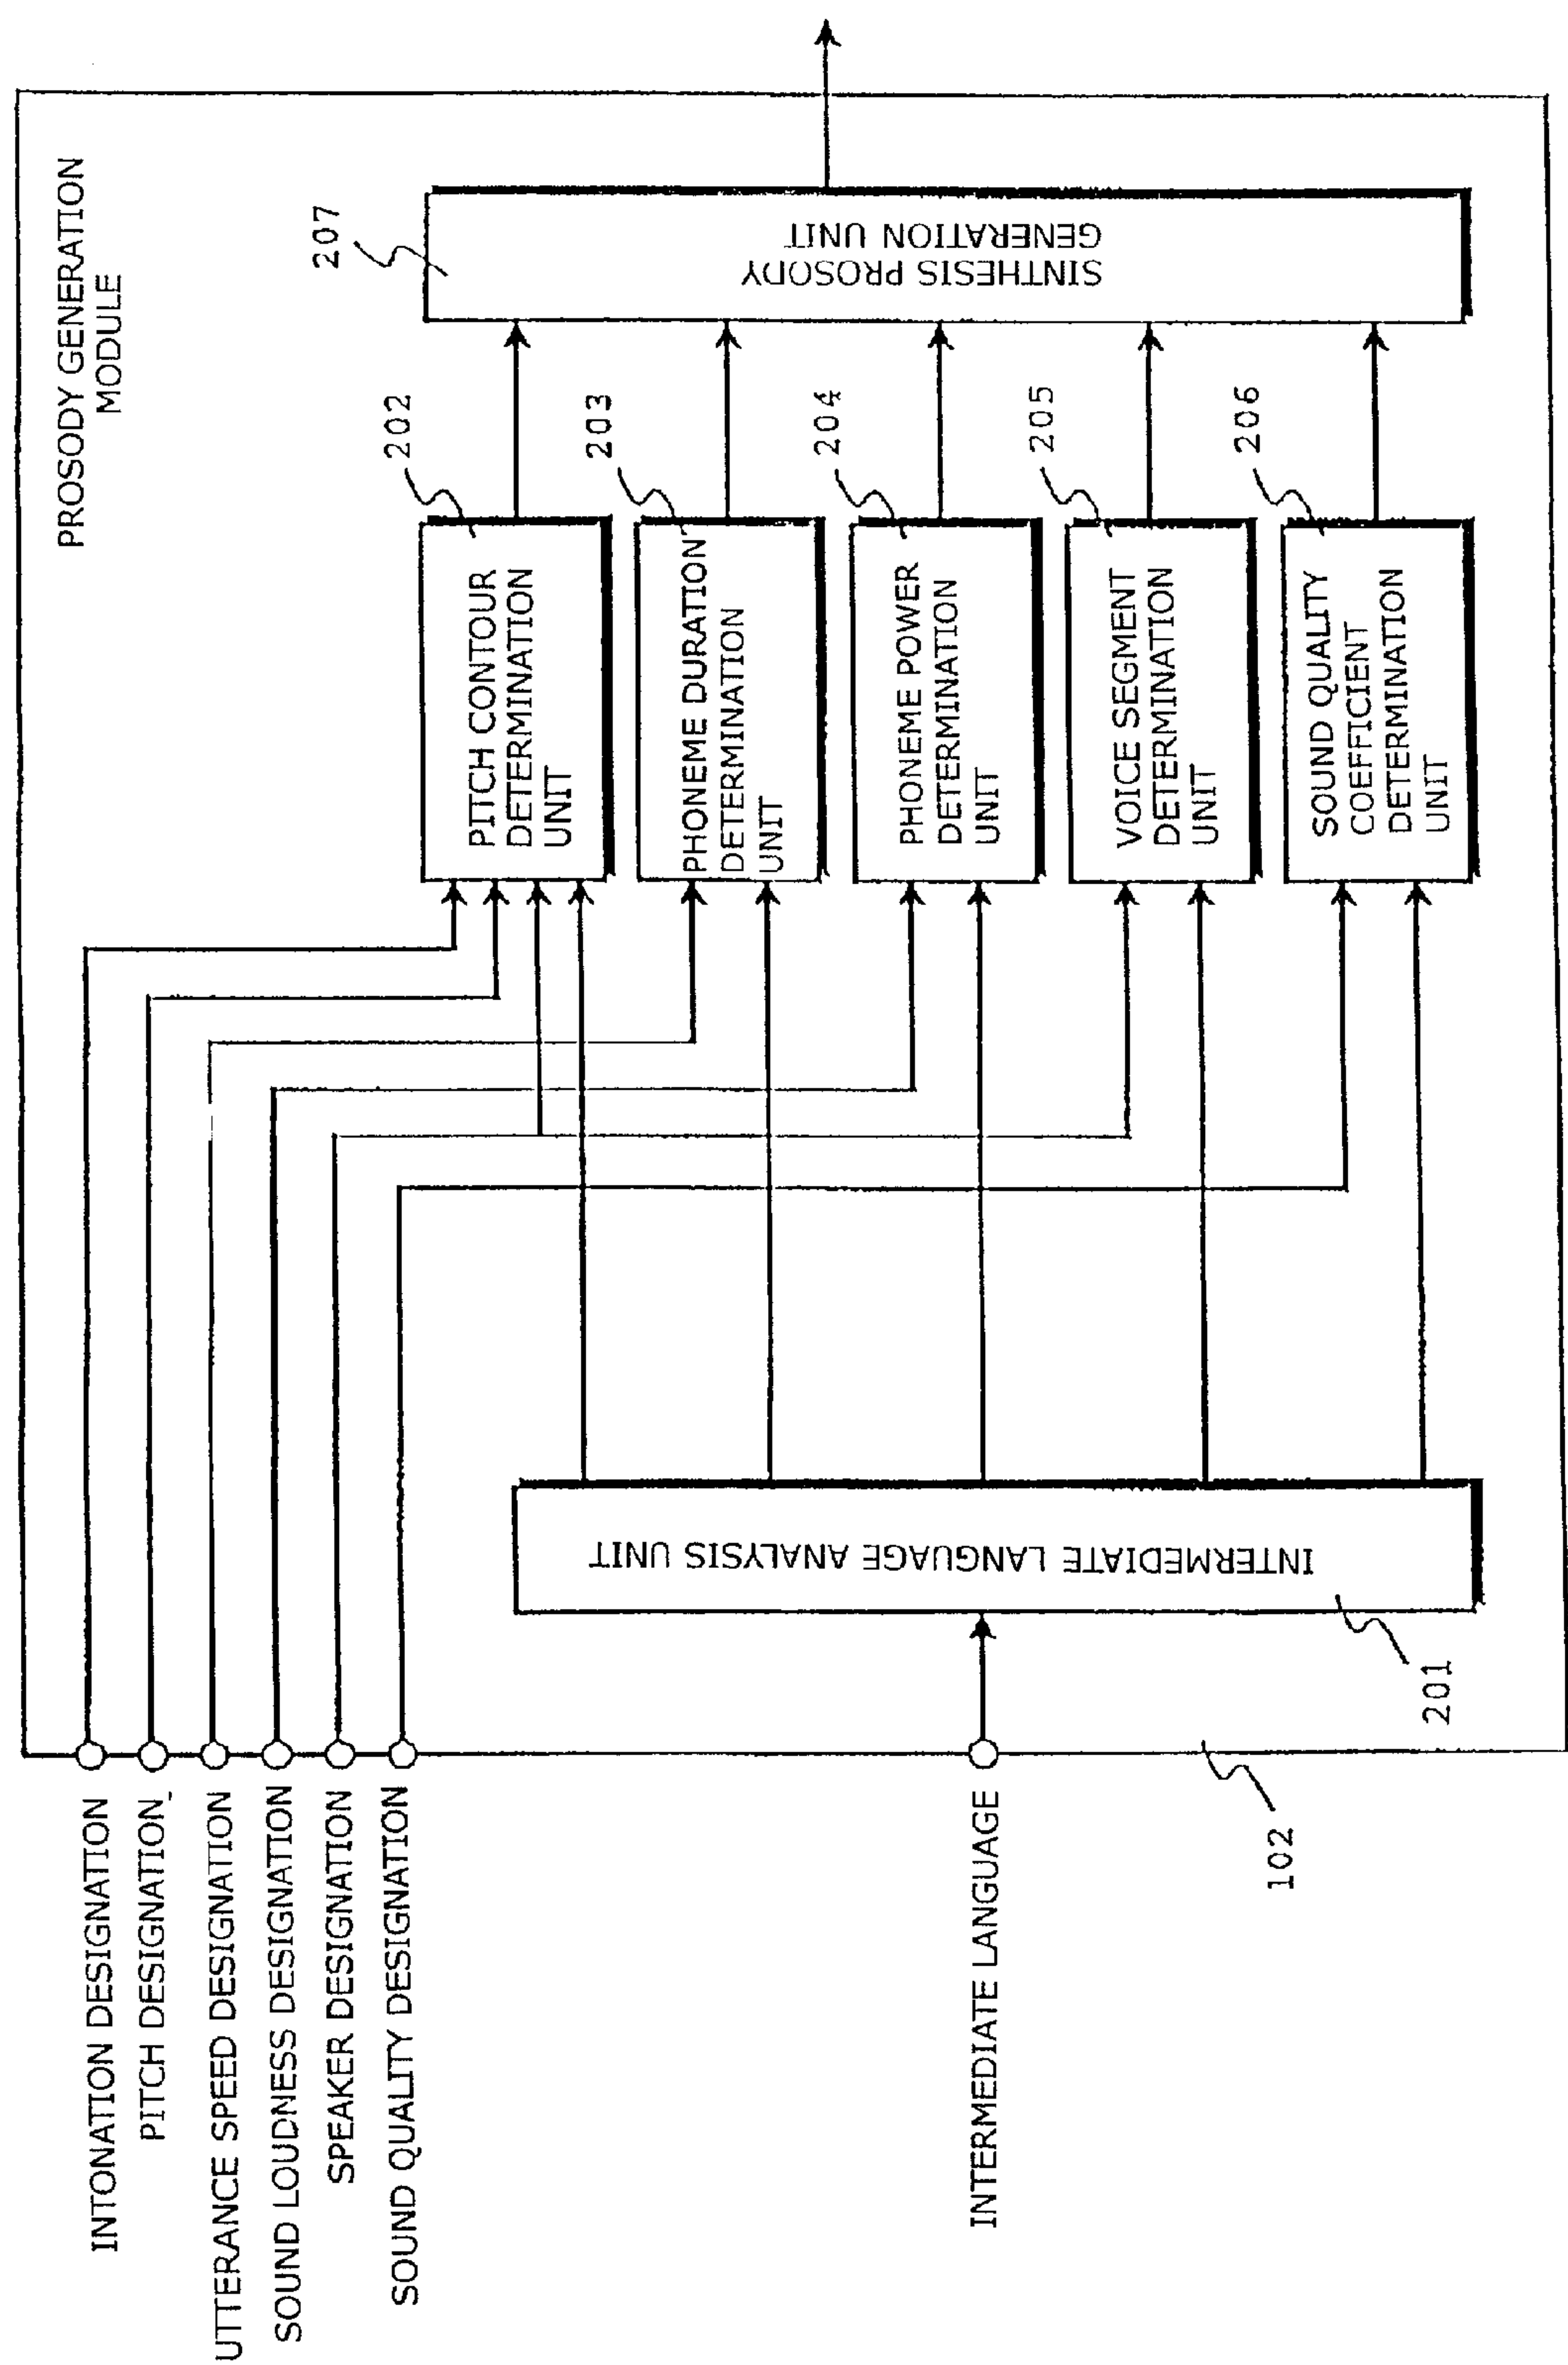 PROSODY GENERATION
MODULE
INTONATION DESIGNATION
PITCH DESIGNATION
UTTERANCE SPEED DESIGNATION
SOUND LOUDNESS DESIGNATION
SPEAKER DESIGNATION
SOUND QUALITY DESIGNATION
INTERMEDIATE LANGUAGE
102
201
INTERMEDIATE LANGUAGE ANALYSIS UNIT
202
PITCH CONTOUR
DETERMINATION
UNIT
203
PHONEME DURATION
DETERMINATION
UNIT
204
PHONEME POWER
DETERMINATION
UNIT
205
VOICE SEGMENT
DETERMINATION
UNIT
206
SOUND QUALITY
COEFFICIENT
DETERMINATION
UNIT
207
SINTHESIS PROSODY
GENERATION UNIT